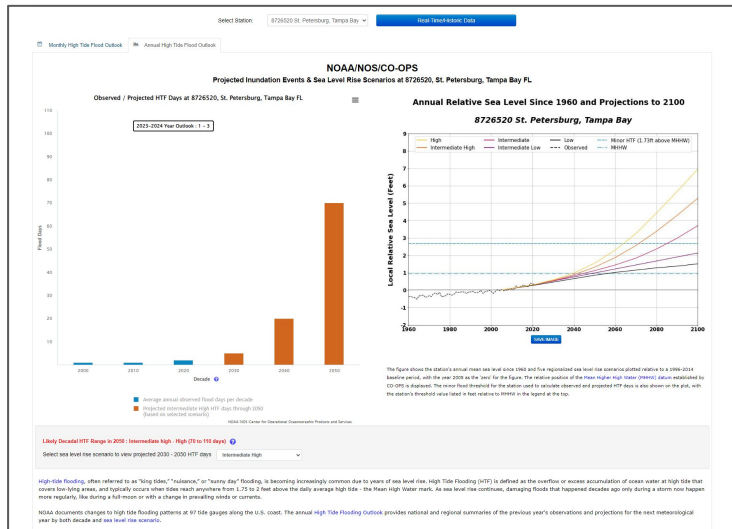 Select Station:
8726520 St. Petersburg, Tampa Bay
Real-Time/Historic Data
Monthly High Tide Flood Outlook
Annual High Tide Flood Outlook
NOAA/NOS/CO-OPS
Projected Inundation Events & Sea Level Rise Scenarios at 8726520, St. Petersburg, Tampa Bay FL
Observed / Projected HTF Days at 8726520, St. Petersburg, Tampa Bay FL
2023-2024 Year Outlook : 1 - 3
Flood Days
110
100
90
80
70
60
50
40
30
20
10
2000
2010
2020
2030
2040
2050
Decade
Average annual observed flood days per decade
Projected Intermediate High HTF days through 2050
(based on selected scenario)
NOAA NOS Center for Operational Oceanographic Products and Services
Annual Relative Sea Level Since 1960 and Projections to 2100
8726520 St. Petersburg, Tampa Bay
High
Intermediate High
Intermediate
Intermediate Low
Low
Observed
Minor HTF (1.73ft above MHHW)
MHHW
Local Relative Sea Level (Feet)
9
8
7
6
5
4
3
2
1
0
-1
-2
1960
1980
2000
2020
2040
2060
2080
2100
SAVE IMAGE
The figure shows the station's annual mean sea level since 1960 and five regionalized sea level rise scenarios plotted relative to a 1996-2014
baseline period, with the year 2005 as the 'zero' for the figure. The relative position of the Mean Higher High Water (MHHW) datum established by
CO-OPS is displayed. The minor flood threshold for the station used to calculate observed and projected HTF days is also shown on the plot, with
the station's threshold value listed in feet relative to MHHW in the legend at the top.
Likely Decadal HTF Range in 2050 : Intermediate high - High (70 to 110 days)
Select sea level rise scenario to view projected 2030 - 2050 HTF days
Intermediate High
High-tide flooding, often referred to as "king tides," "nuisance," or "sunny day" flooding, is becoming increasingly common due to years of sea level rise. High Tide Flooding (HTF) is defined as the overflow or excess accumulation of ocean water at high tide that
covers low-lying areas, and typically occurs when tides reach anywhere from 1.75 to 2 feet above the daily average high tide - the Mean High Water mark. As sea level rise continues, damaging floods that happened decades ago only during a storm now happen
more regularly, like during a full-moon or with a change in prevailing winds or currents.
NOAA documents changes to high tide flooding patterns at 97 tide gauges along the U.S. coast. The annual High Tide Flooding Outlook provides national and regional summaries of the previous year's observations and projections for the next meteorological
year by both decade and sea level rise scenario.